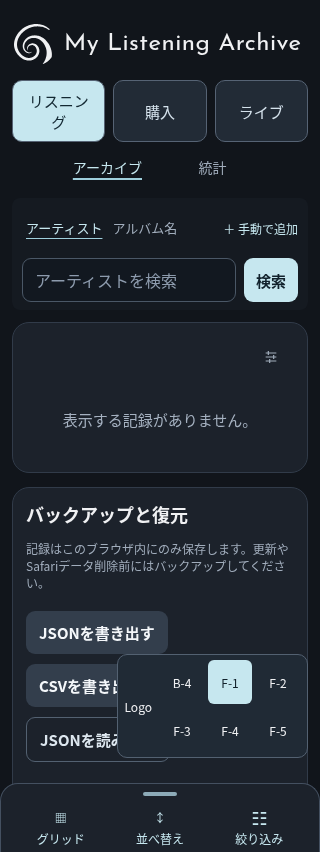 My Listening Archive
リスニン
グ
購入
ライブ
アーカイブ
統計
アーティスト アルバム名
＋ 手動で追加
アーティストを検索
検索
表示する記録がありません。
バックアップと復元
記録はこのブラウザ内にのみ保存します。更新や
Safariデータ削除前にはバックアップしてくださ
い。
JSONを書き出す
CSVを書き
JSONを読
Logo
B-4
F-1
F-2
F-3
F-4
F-5
グリッド
並べ替え
絞り込み